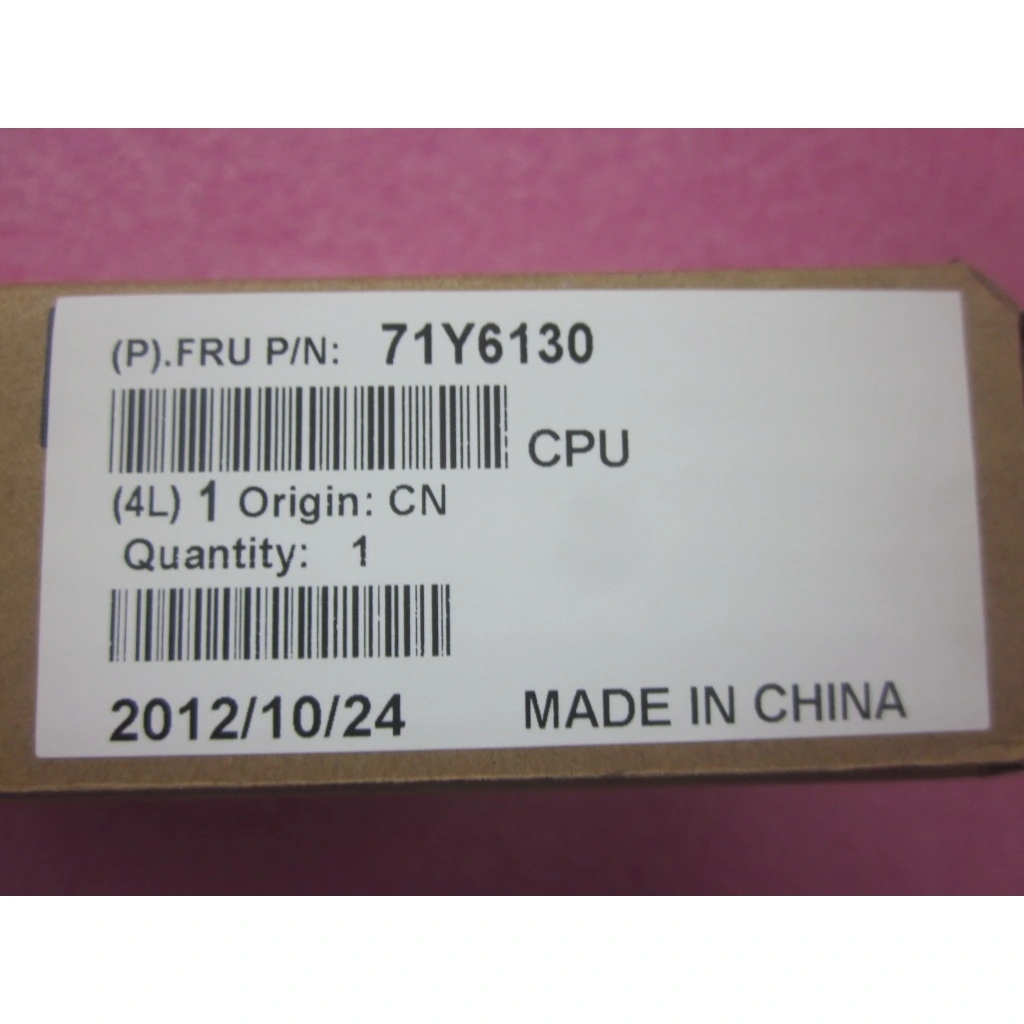 (P).FRU P/N: 71Y6130
CPU
(4L) 1 Origin: CN
Quantity: 1
2012/10/24 MADE IN CHINA